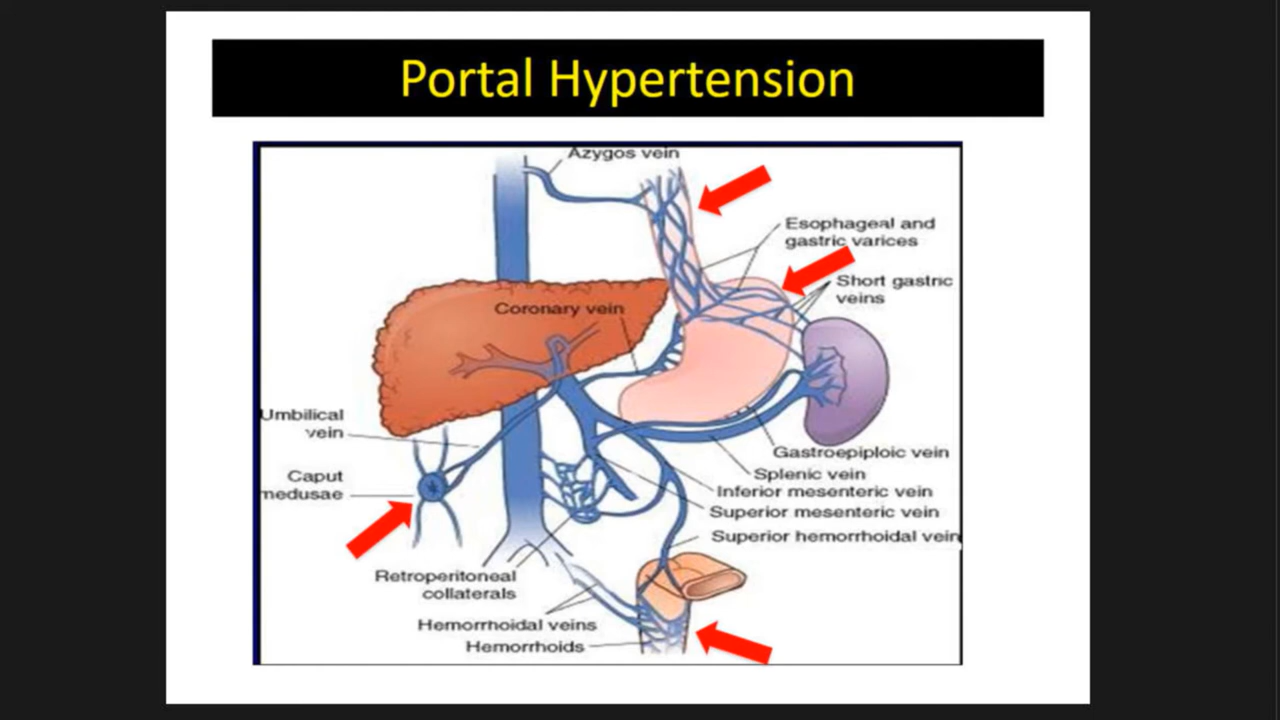 Portal Hypertension
Azygos vein
Esophageal and
gastric varices
Short gastric
veins
Coronary vein
Umbilical
vein
Caput
medusae
Gastroepiploic vein
Splenic vein
Inferior mesenteric vein
Superior mesenteric vein
Superior hemorrhoidal vein
Retroperitoneal
collaterals
Hemorrhoidal veins
Hemorrhoids